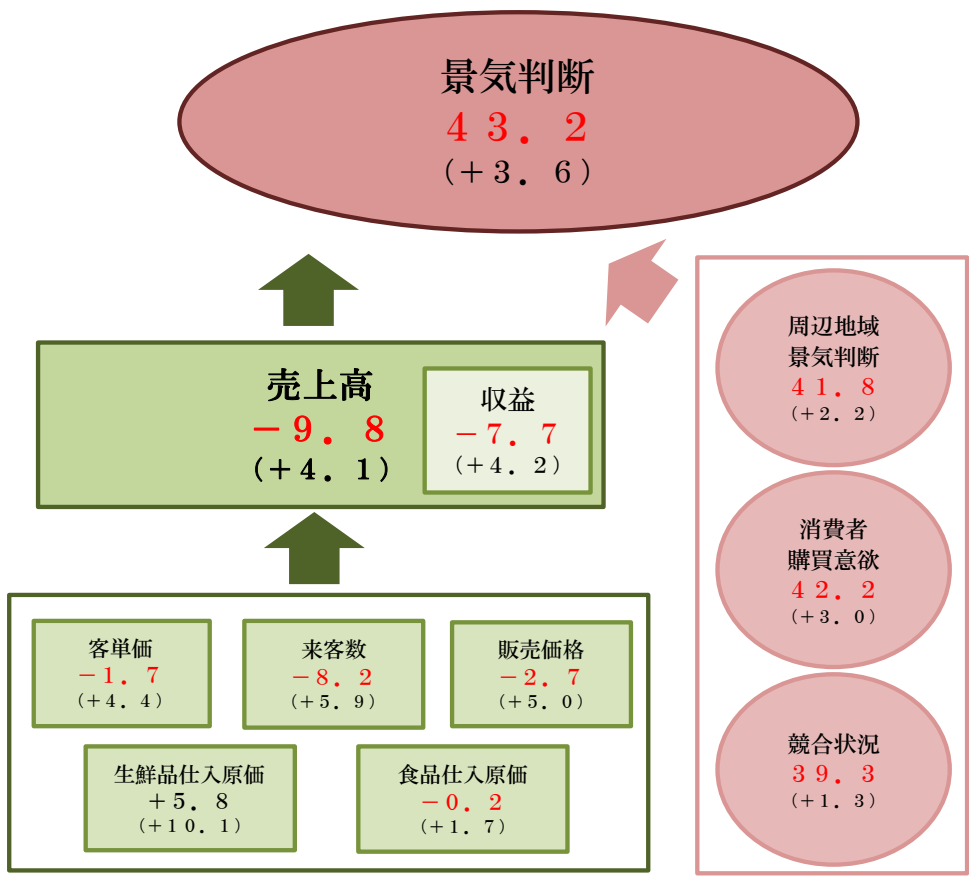 景気判断
43．2
(＋3．6)
売上高
－9．8
(＋4．1)
収益
－7．7
(＋4．2)
客単価
－1．7
(＋4．4)
来客数
－8．2
(＋5．9)
販売価格
－2．7
(＋5．0)
生鮮品仕入原価
＋5．8
(＋10．1)
食品仕入原価
－0．2
(＋1．7)
周辺地域
景気判断
41．8
(＋2．2)
消費者
購買意欲
42．2
(＋3．0)
競合状況
39．3
(＋1．3)